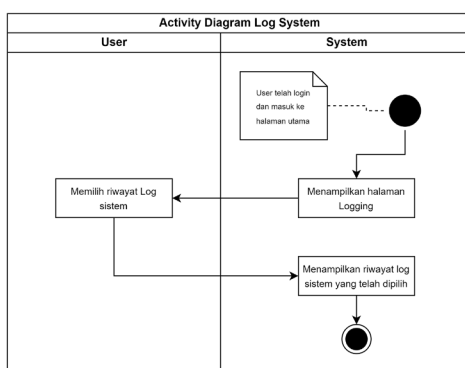 Activity Diagram Log System
User
System
User telah login
dan masuk ke
halaman utama
Menampilkan halaman
Logging
Memilih riwayat Log
sistem
Menampilkan riwayat log
sistem yang telah dipilih